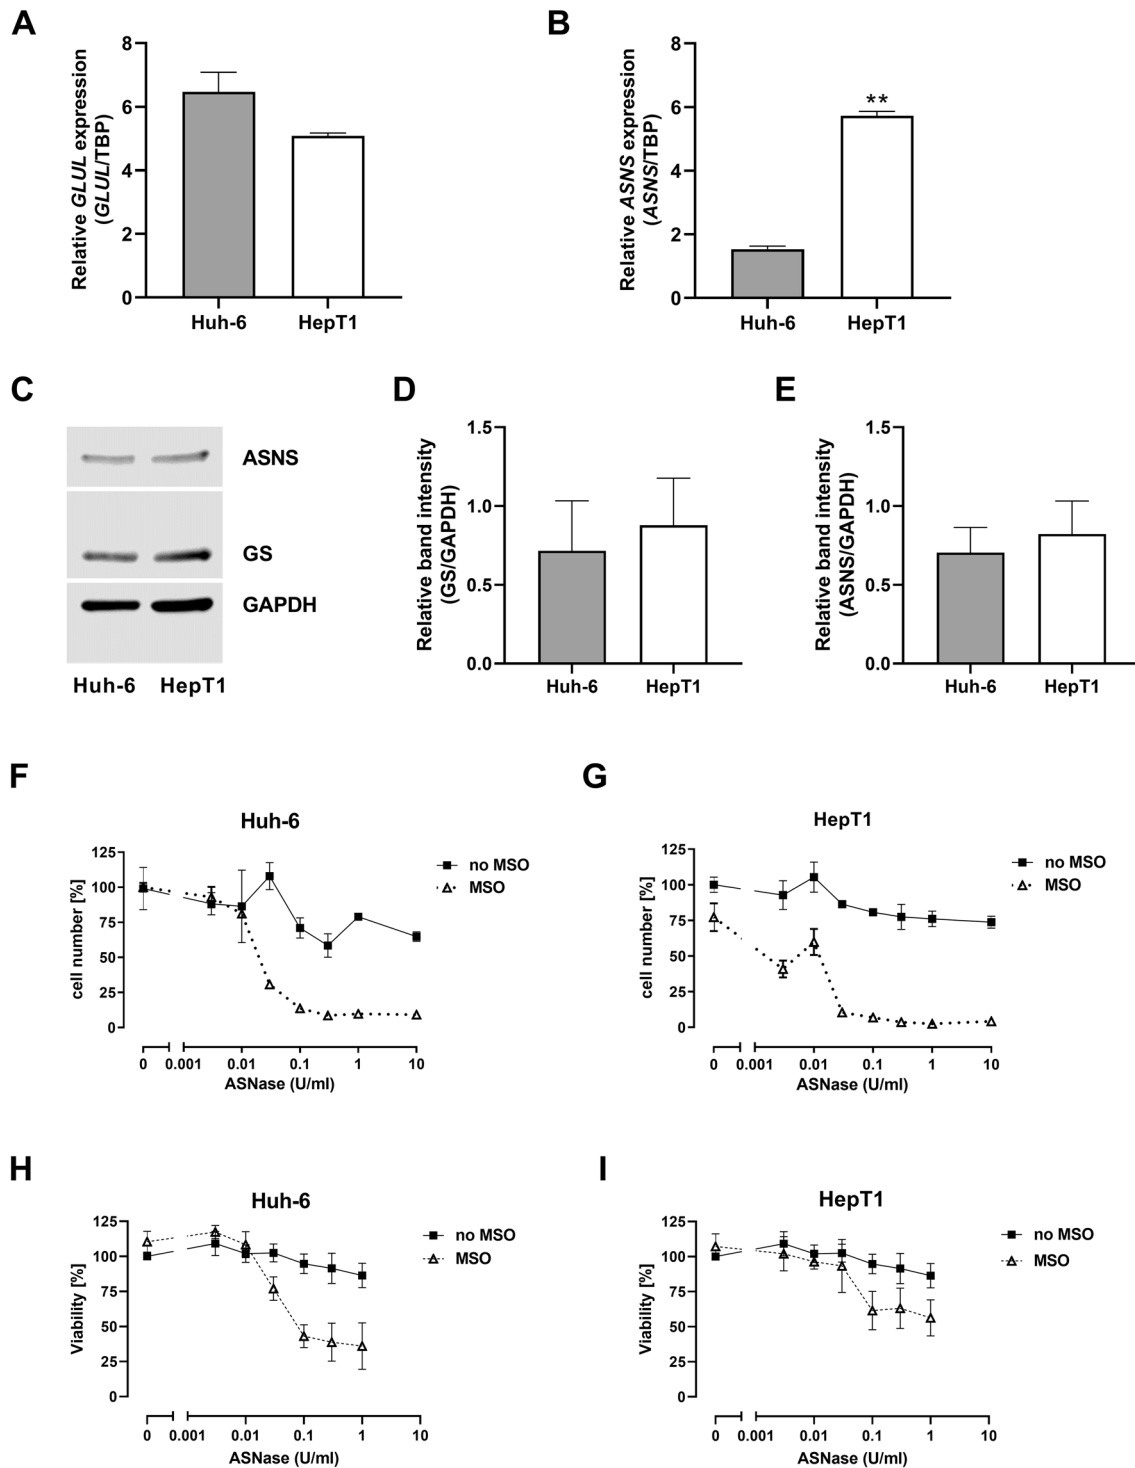 A
Relative GLUL expression
(GLUL/TBP)
8
6
4
2
0
Huh-6
HepT1
B
Relative ASNS expression
(ASNS/TBP)
8
6
4
2
0
**
Huh-6
HepT1
C
ASNS
GS
GAPDH
Huh-6
HepT1
D
Relative band intensity
(GS/GAPDH)
1.5
1.0
0.5
0.0
Huh-6
HepT1
E
Relative band intensity
(ASNS/GAPDH)
1.5
1.0
0.5
0.0
Huh-6
HepT1
F
Huh-6
cell number [%]
125
100
75
50
25
0
no MSO
MSO
0
0.001
0.01
0.1
1
10
ASNase (U/ml)
G
HepT1
cell number [%]
125
100
75
50
25
0
no MSO
MSO
0
0.001
0.01
0.1
1
10
ASNase (U/ml)
H
Huh-6
Viability [%]
125
100
75
50
25
0
no MSO
MSO
0
0.001
0.01
0.1
1
10
ASNase (U/ml)
I
HepT1
Viability [%]
125
100
75
50
25
0
no MSO
MSO
0
0.001
0.01
0.1
1
10
ASNase (U/ml)